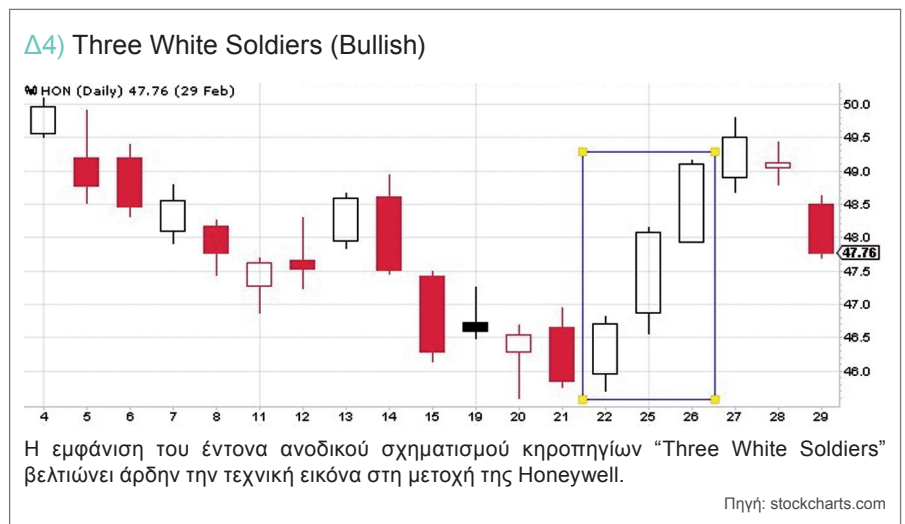 Δ4) Three White Soldiers (Bullish)
HON (Daily) 47.76 (29 Feb)
50.0
49.5
49.0
48.5
48.0
47.76
47.5
47.0
46.5
46.0
4 5 6 7 8 11 12 13 14 15 19 20 21 22 25 26 27 28 29
Η εμφάνιση του έντονα ανοδικού σχηματισμού κηροπηγίων “Three White Soldiers”
βελτιώνει άρδην την τεχνική εικόνα στη μετοχή της Honeywell.
Πηγή: stockcharts.com